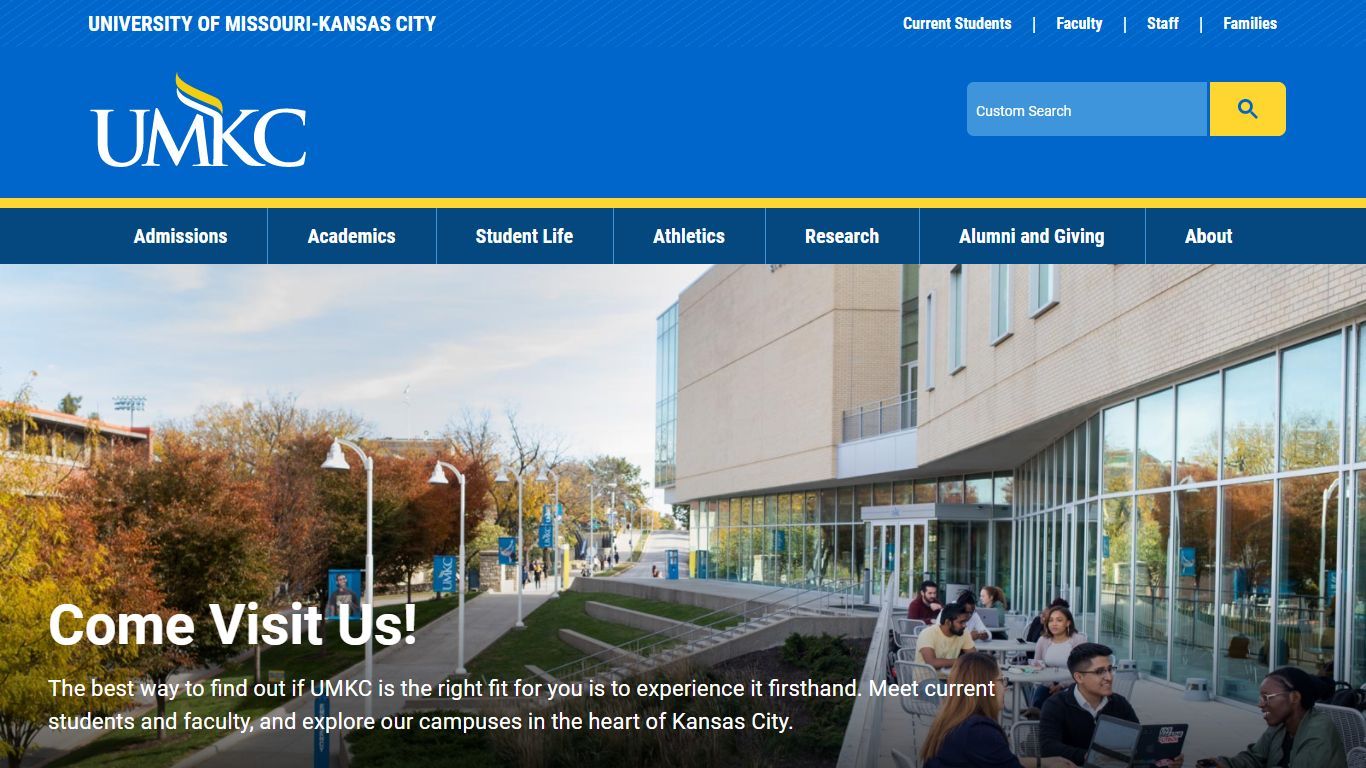 UNIVERSITY OF MISSOURI-KANSAS CITY
Current Students | Faculty | Staff | Families
UMKC
Custom Search
Admissions
Academics
Student Life
Athletics
Research
Alumni and Giving
About
UMKC
UMKC
Come Visit Us!
The best way to find out if UMKC is the right fit for you is to experience it firsthand. Meet current
students and faculty, and explore our campuses in the heart of Kansas City.